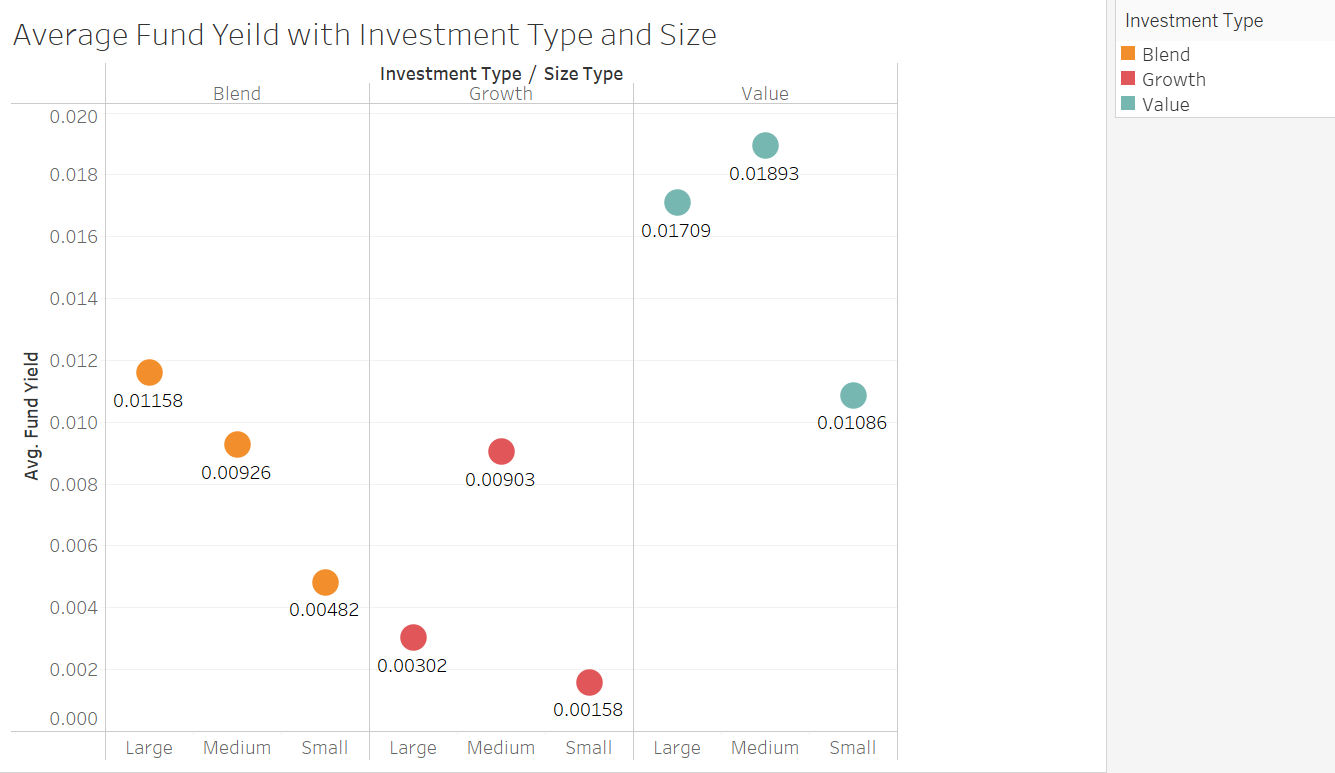 Average Fund Yeild with Investment Type and Size
Investment Type / Size Type
Blend Growth Value
0.020
0.018
0.016
0.014
0.012
0.010
0.008
0.006
0.004
0.002
0.000
Avg. Fund Yield
0.01158
0.00926
0.00482
0.00302
0.00903
0.00158
0.01709
0.01893
0.01086
Large Medium Small Large Medium Small Large Medium Small
Investment Type
Blend
Growth
Value